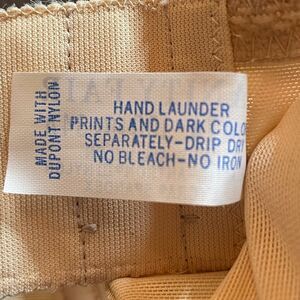 MADE WITH
DUPONT NYLON
HAND LAUNDER
PRINTS AND DARK COLO
SEPARATELY-DRIP DRY
NO BLEACH-NO IRON